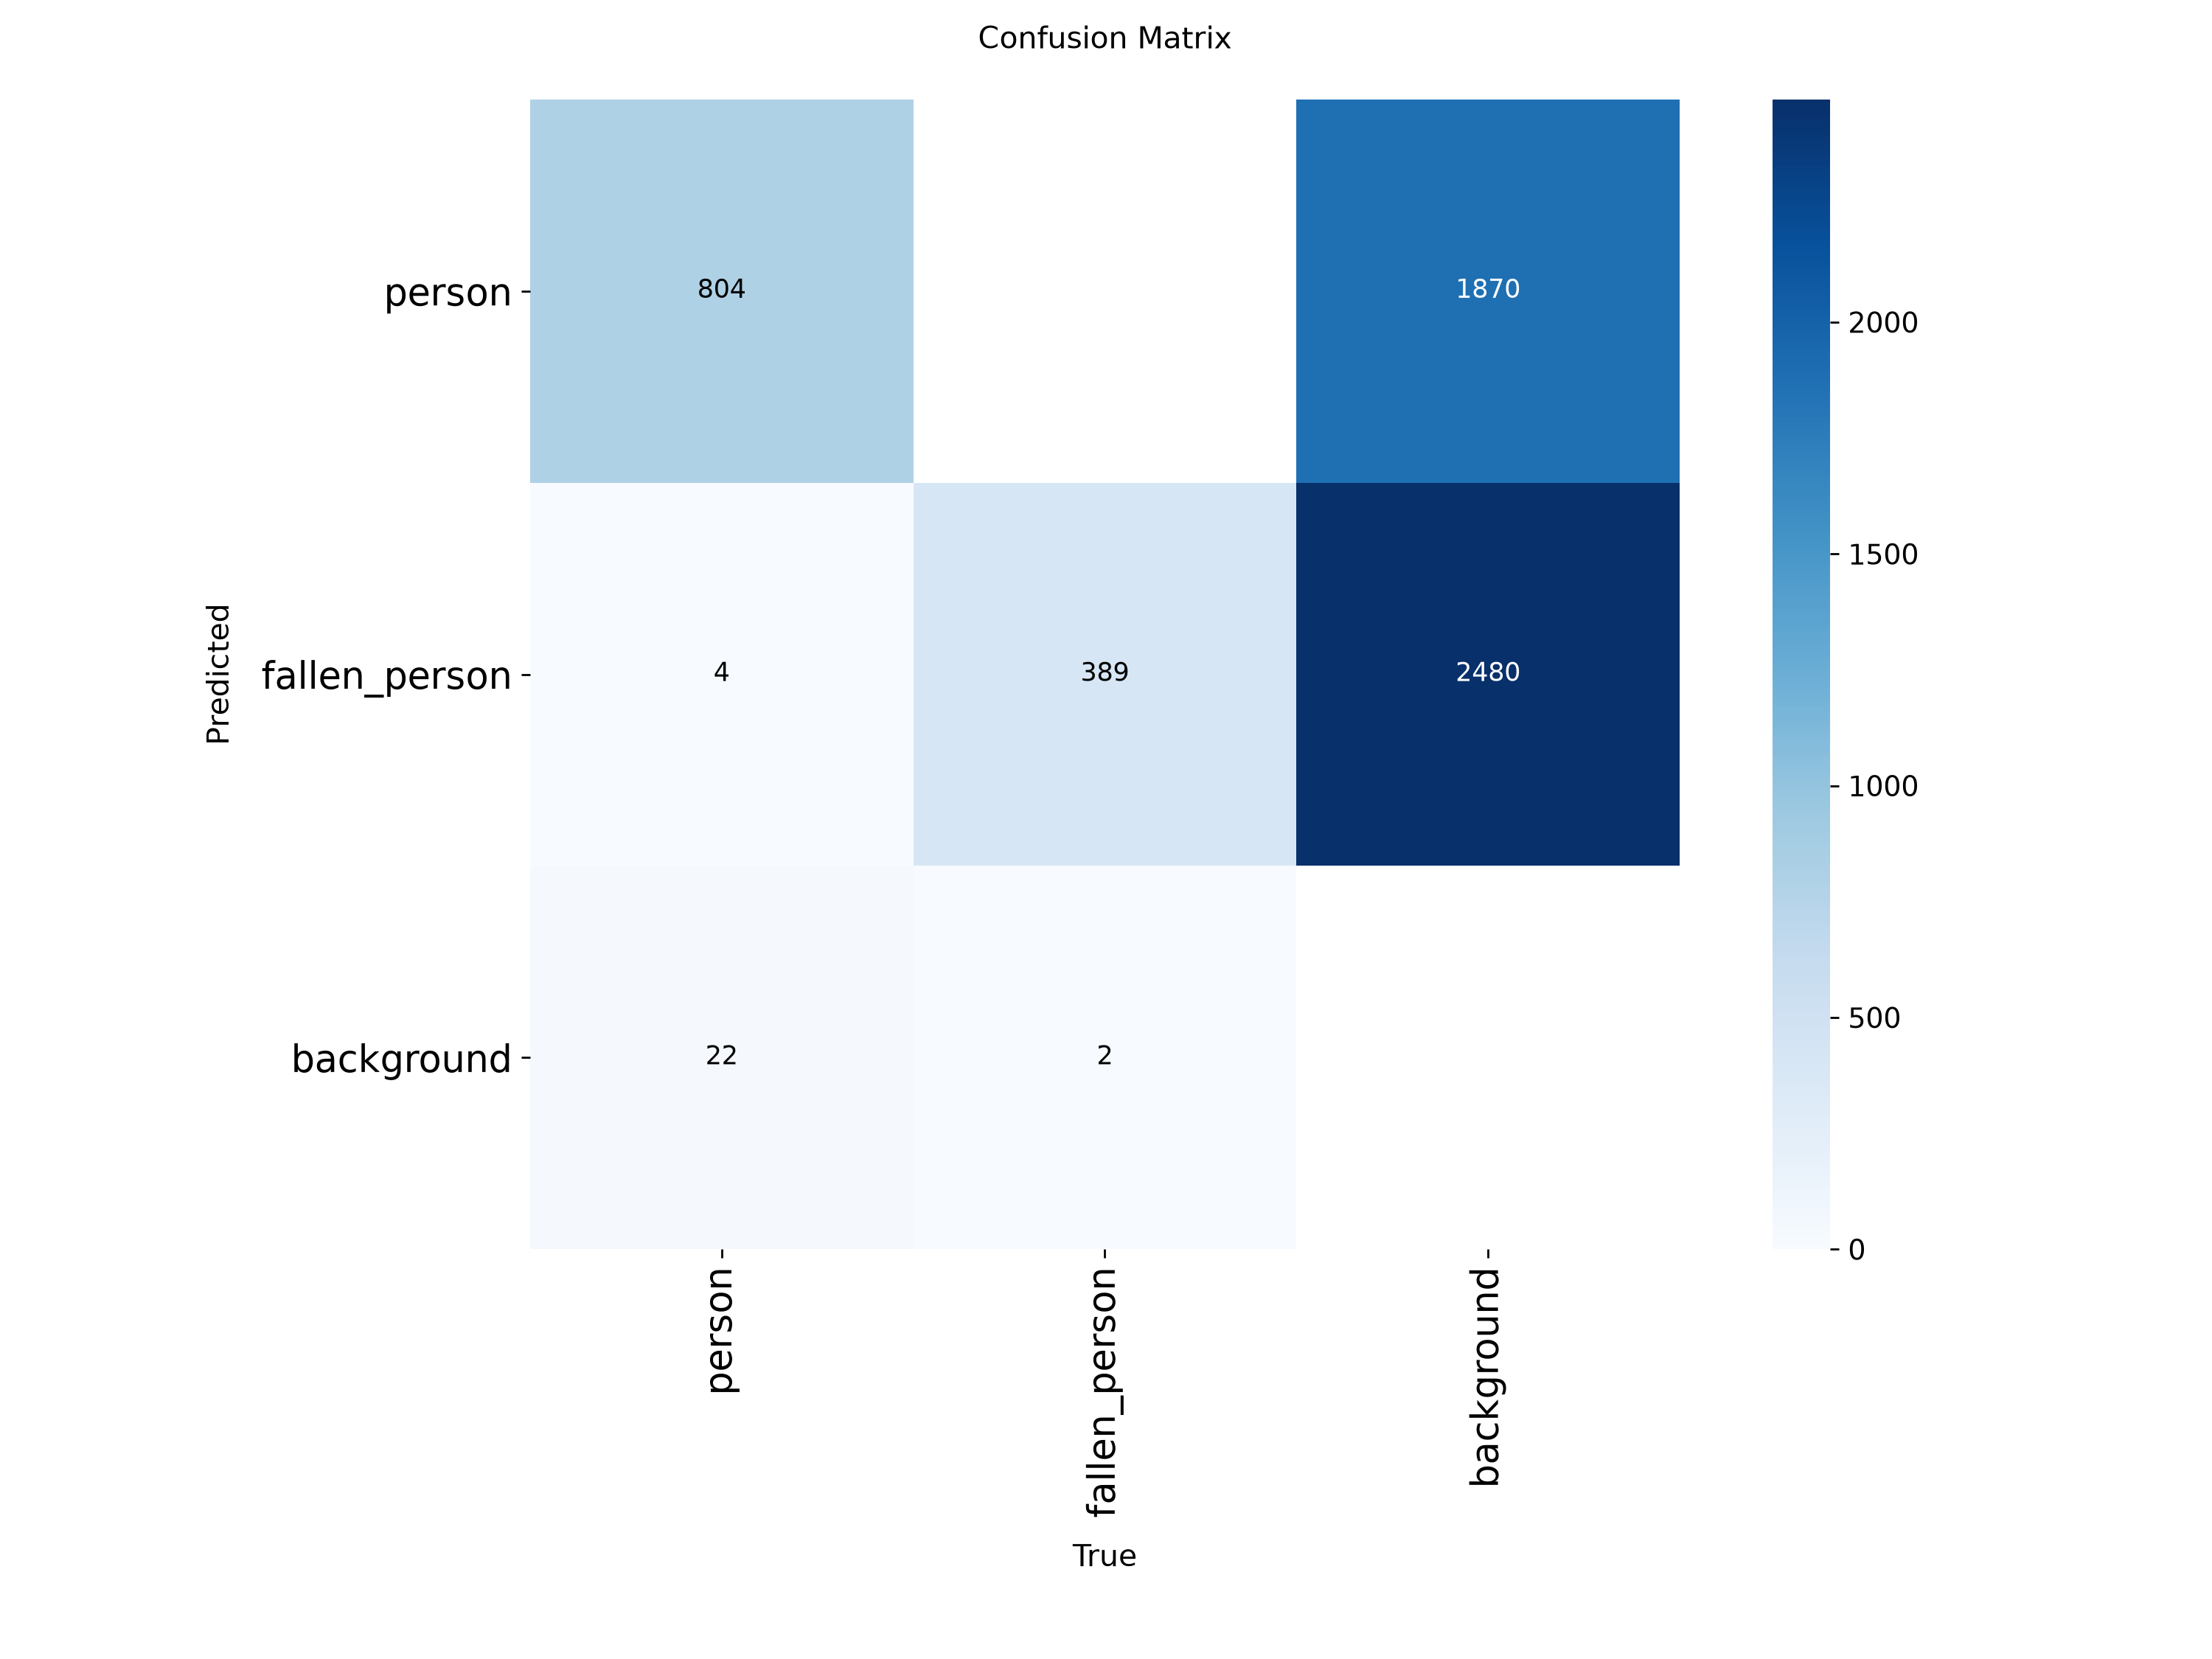 Confusion Matrix
Predicted
person
804
1870
fallen_person
4
389
2480
background
22
2
person
fallen_person
background
True
2000
1500
1000
500
0